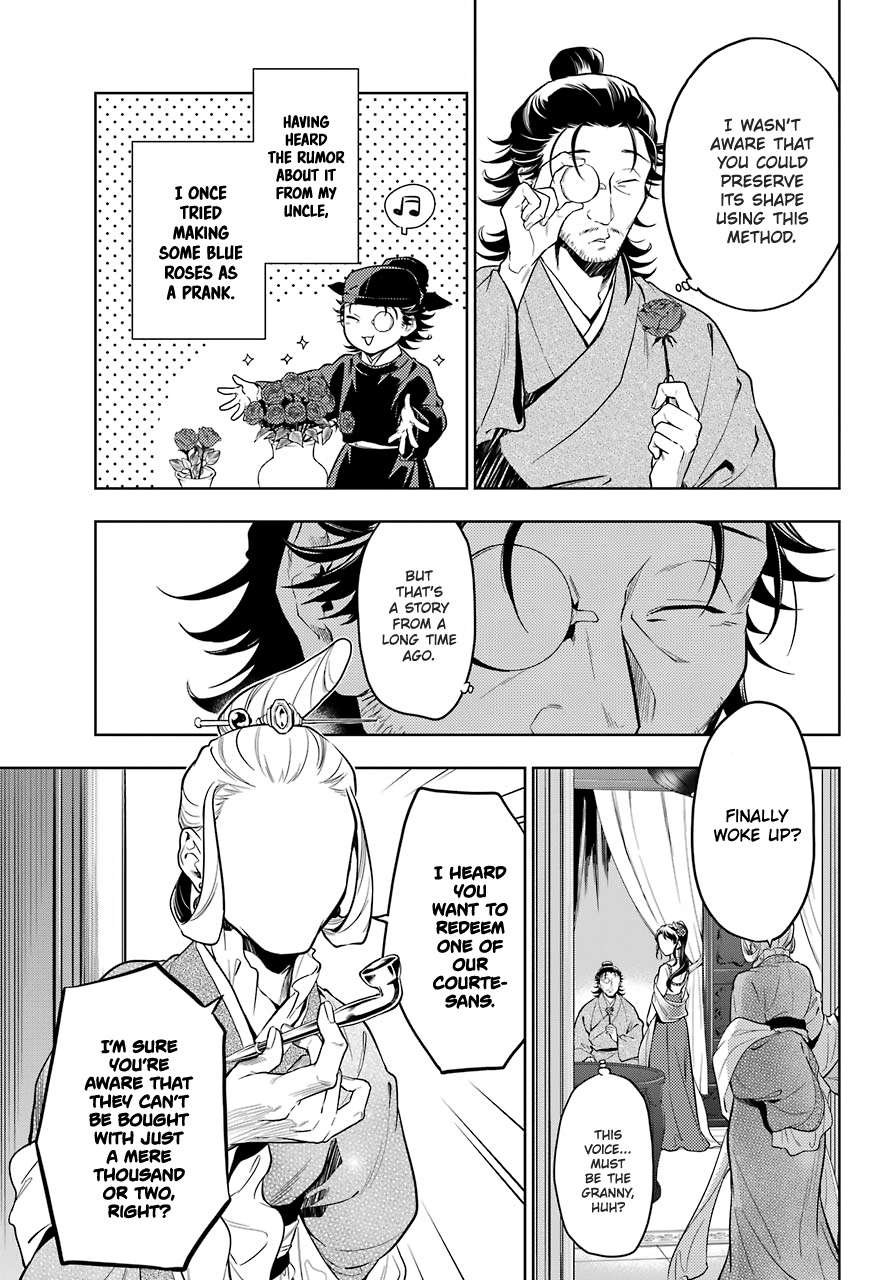 I WASN'T
AWARE THAT
YOU COULD
PRESERVE
ITS SHAPE
USING THIS
METHOD.
HAVING
HEARD
THE RUMOR
ABOUT IT
FROM MY
UNCLE,
I ONCE
TRIED
MAKING
SOME BLUE
ROSES AS
A PRANK.
BUT
THAT'S
A STORY
FROM A
LONG TIME
AGO.
FINALLY
WOKE UP?
THIS
VOICE...
MUST
BE THE
GRANNY,
HUH?
I HEARD
YOU
WANT TO
REDEEM
ONE OF
OUR
COURTE-
SANS.
I'M SURE
YOU'RE
AWARE THAT
THEY CAN'T
BE BOUGHT
WITH JUST
A MERE
THOUSAND
OR TWO,
RIGHT?